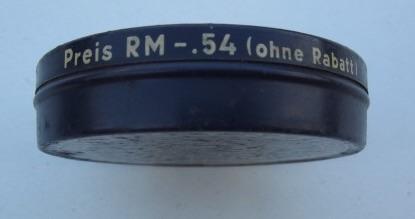 Preis RM -.54 (ohne Rabatt)